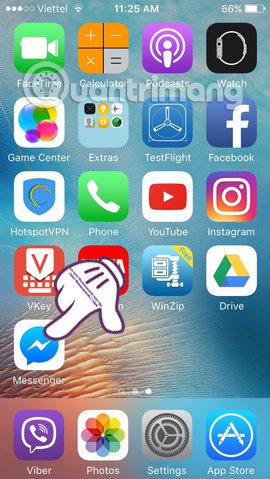 ●●●○○ Viettel 11:25 AM 66%
FaceTime Calculator Podcasts Watch
Quantrimang
Game Center Extras TestFlight Facebook
HotspotVPN Phone YouTube Instagram
Free
VKey WinZip Drive
Messenger
Viber Photos Settings App Store